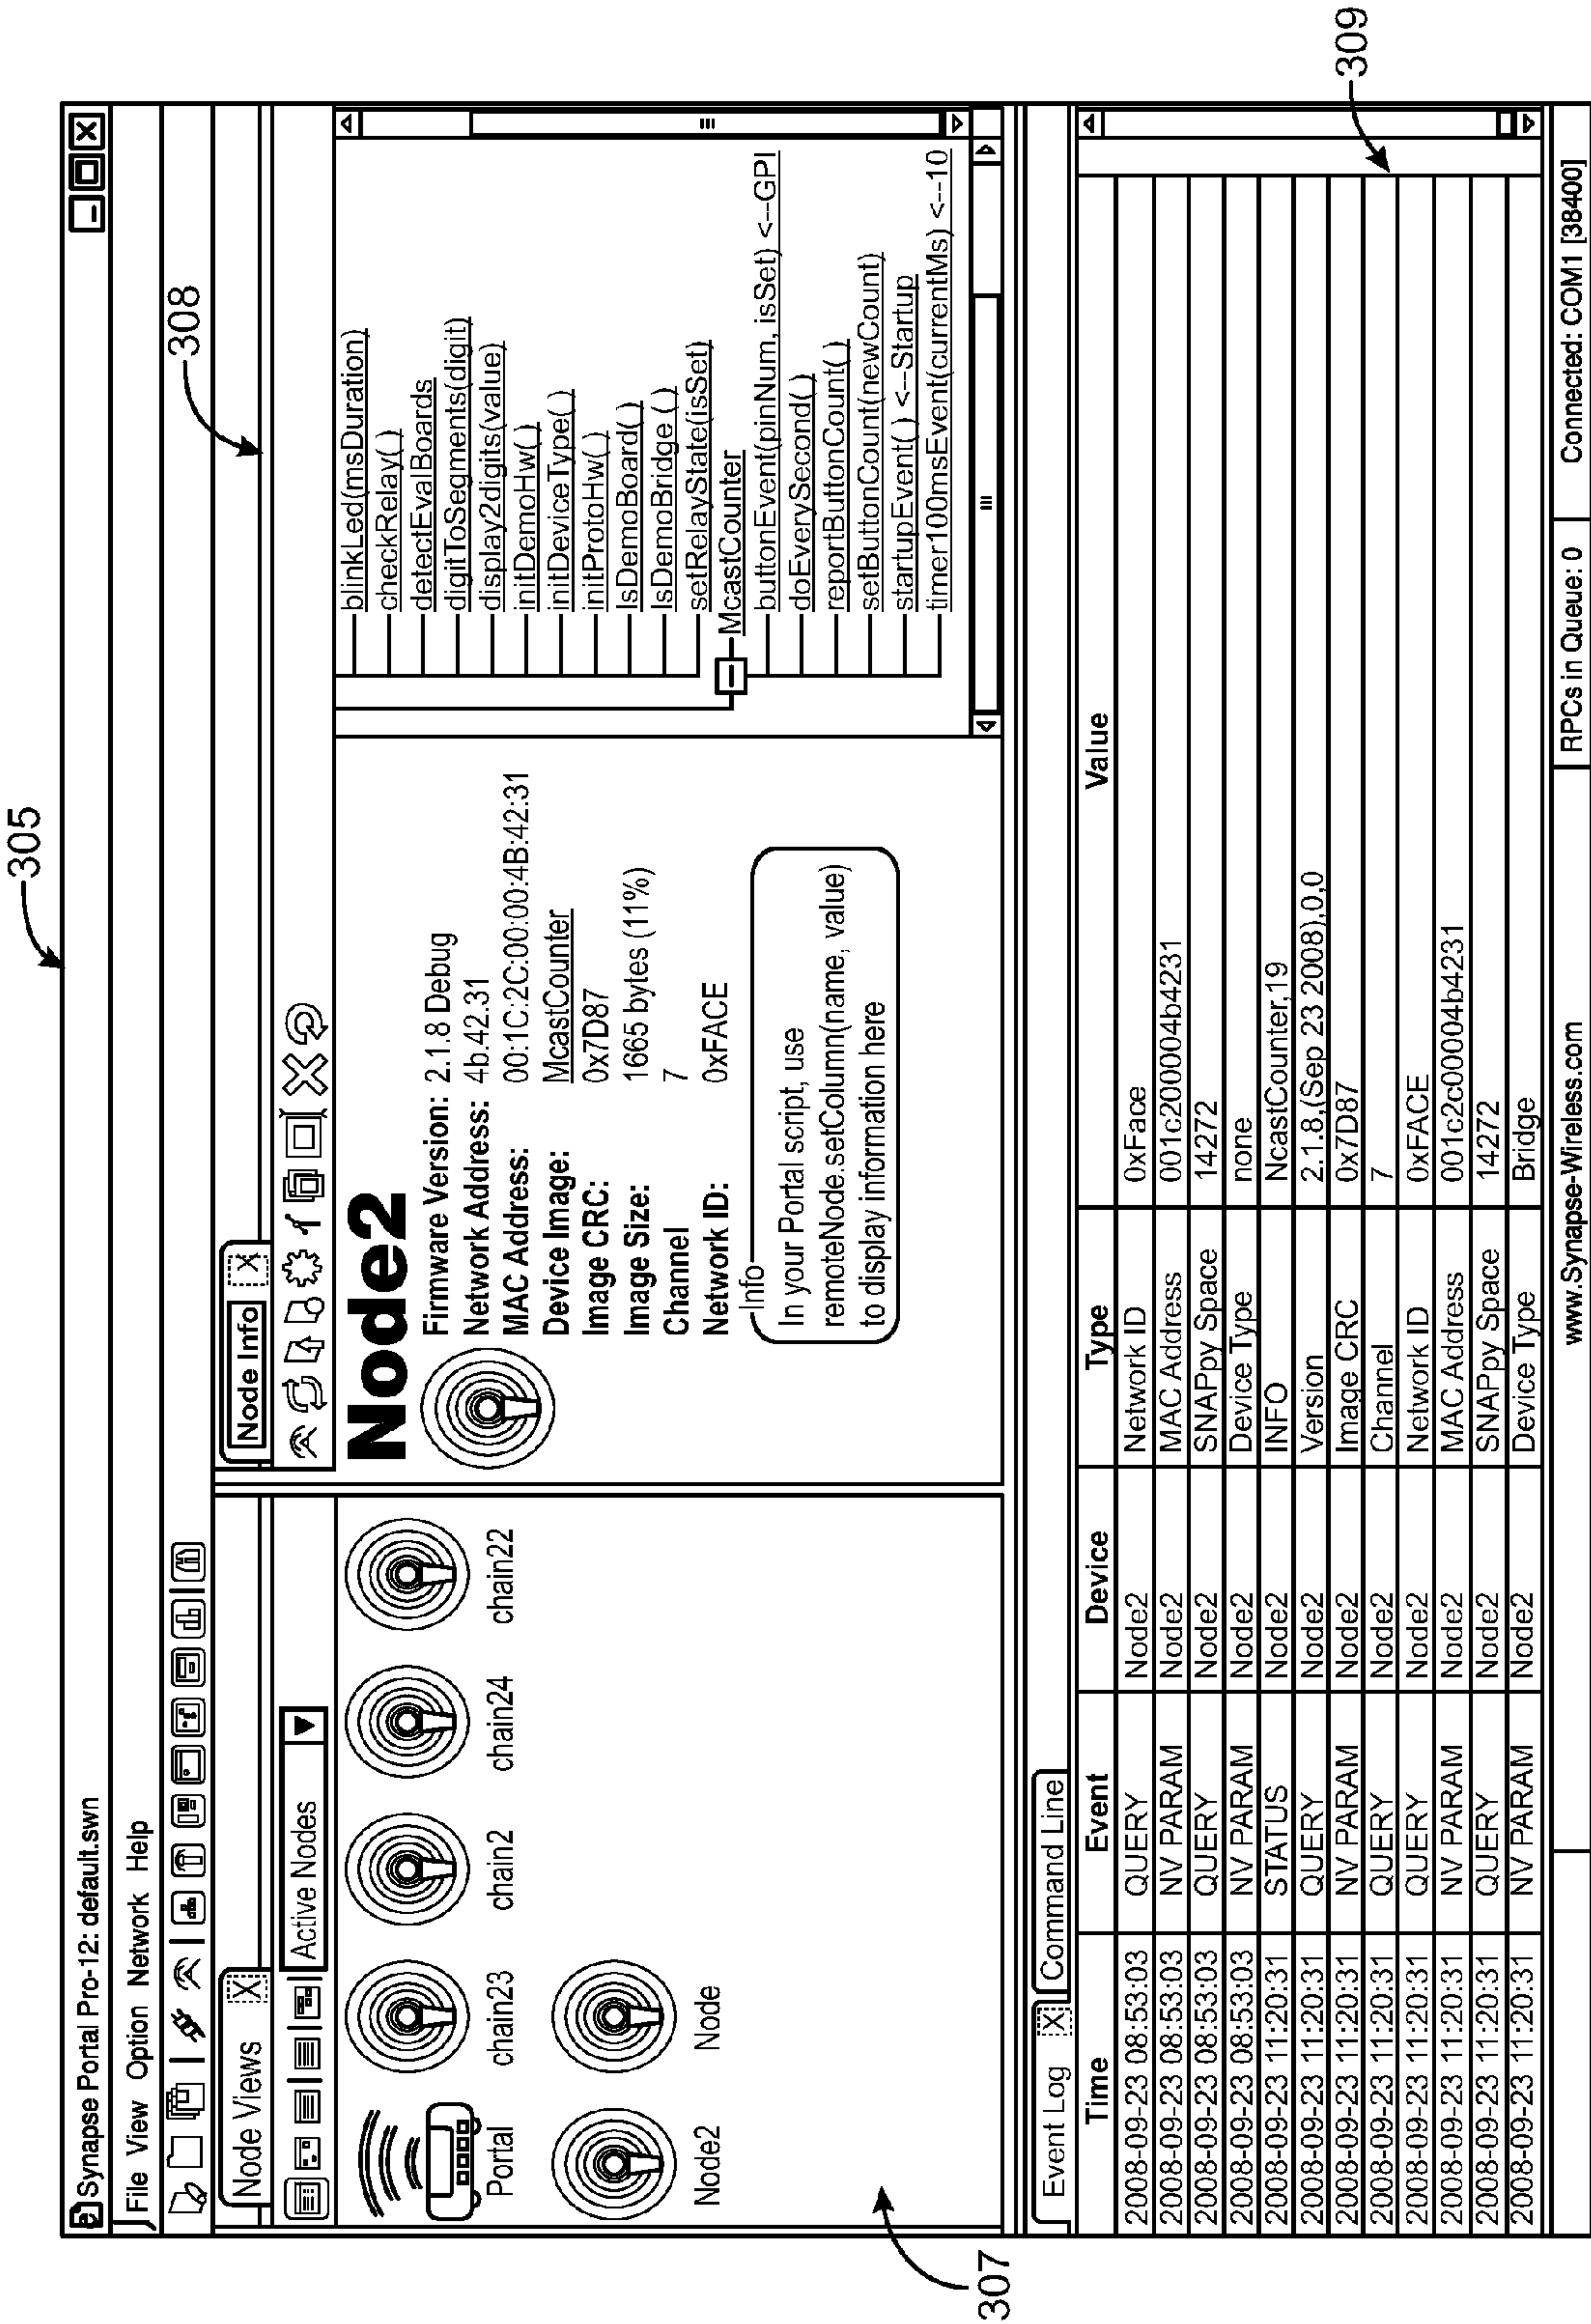 305
Synapse Portal Pro-12: default.swn
File View Option Network Help
308
Node Views X
Node Info X
Active Nodes
Portal
chain23
chain2
chain24
chain22
Node2
Node
307
Node2
Firmware Version: 2.1.8 Debug
Network Address: 4b.42.31
MAC Address: 00:1C:2C:00:00:4B:42:31
Device Image: McastCounter
Image CRC: 0x7D87
Image Size: 1665 bytes (11%)
Channel 7
Network ID: 0xFACE
Info
In your Portal script, use
remoteNode.setColumn(name, value)
to display information here
blinkLed(msDuration)
checkRelay( )
detectEvalBoards
digitToSegments(digit)
display2digits(value)
initDemoHw( )
initDeviceType( )
initProtoHw( )
IsDemoBoard( )
IsDemoBridge ( )
setRelayState(isSet)
McastCounter
buttonEvent(pinNum, isSet) <--GPI
doEverySecond( )
reportButtonCount( )
setButtonCount(newCount)
startupEvent( ) <--Startup
timer100msEvent(currentMs) <--10
Event Log X Command Line
Time Event Device Type Value
2008-09-23 08:53:03 QUERY Node2 Network ID 0xFace
2008-09-23 08:53:03 NV PARAM Node2 MAC Address 001c200004b4231
2008-09-23 08:53:03 QUERY Node2 SNAPpy Space 14272
2008-09-23 08:53:03 NV PARAM Node2 Device Type none
2008-09-23 11:20:31 STATUS Node2 INFO NcastCounter,19
2008-09-23 11:20:31 QUERY Node2 Version 2.1.8,(Sep 23 2008),0,0
2008-09-23 11:20:31 NV PARAM Node2 Image CRC 0x7D87
2008-09-23 11:20:31 QUERY Node2 Channel 7
2008-09-23 11:20:31 QUERY Node2 Network ID 0xFACE
2008-09-23 11:20:31 NV PARAM Node2 MAC Address 001c2c00004b4231
2008-09-23 11:20:31 QUERY Node2 SNAPpy Space 14272
2008-09-23 11:20:31 NV PARAM Node2 Device Type Bridge
309
www.Synapse-Wireless.com RPCs in Queue: 0 Connected: COM1 [38400]